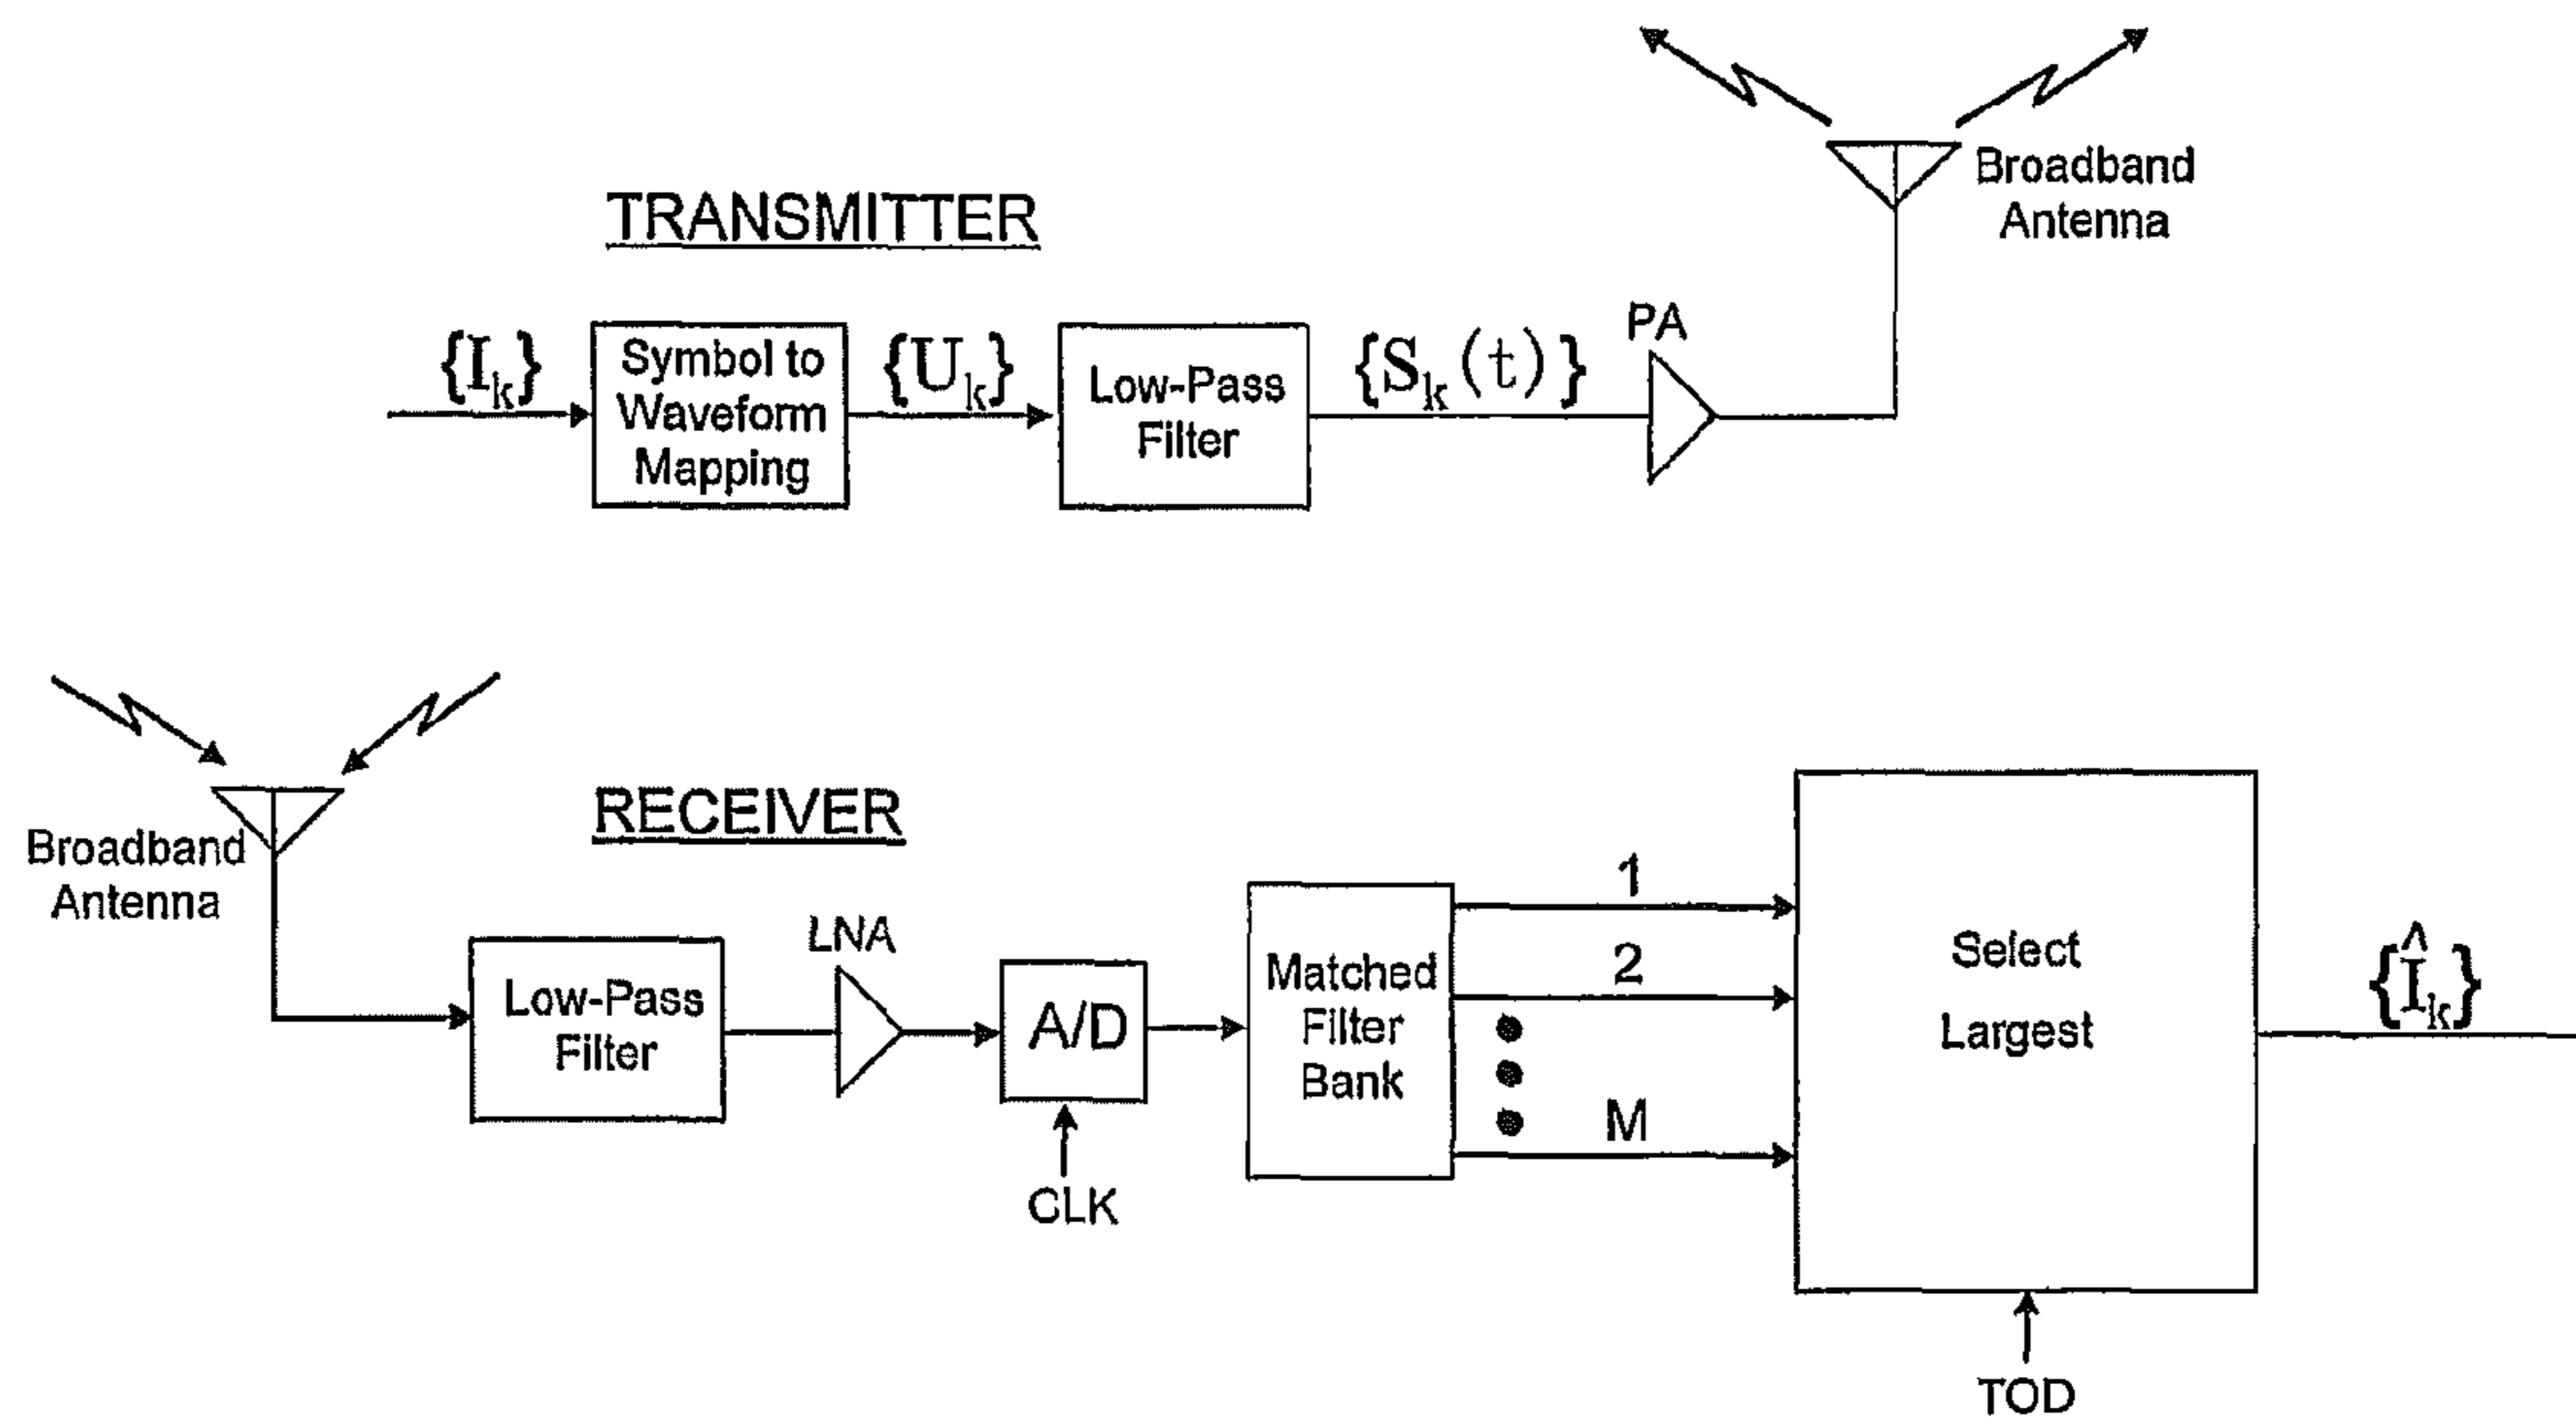 Broadband
Antenna
TRANSMITTER
{I_k}
Symbol to
Waveform
Mapping
{U_k}
Low-Pass
Filter
{S_k(t)}
PA
Broadband
Antenna
RECEIVER
Low-Pass
Filter
LNA
A/D
CLK
Matched
Filter
Bank
1
2
M
Select
Largest
TOD
{Î_k}